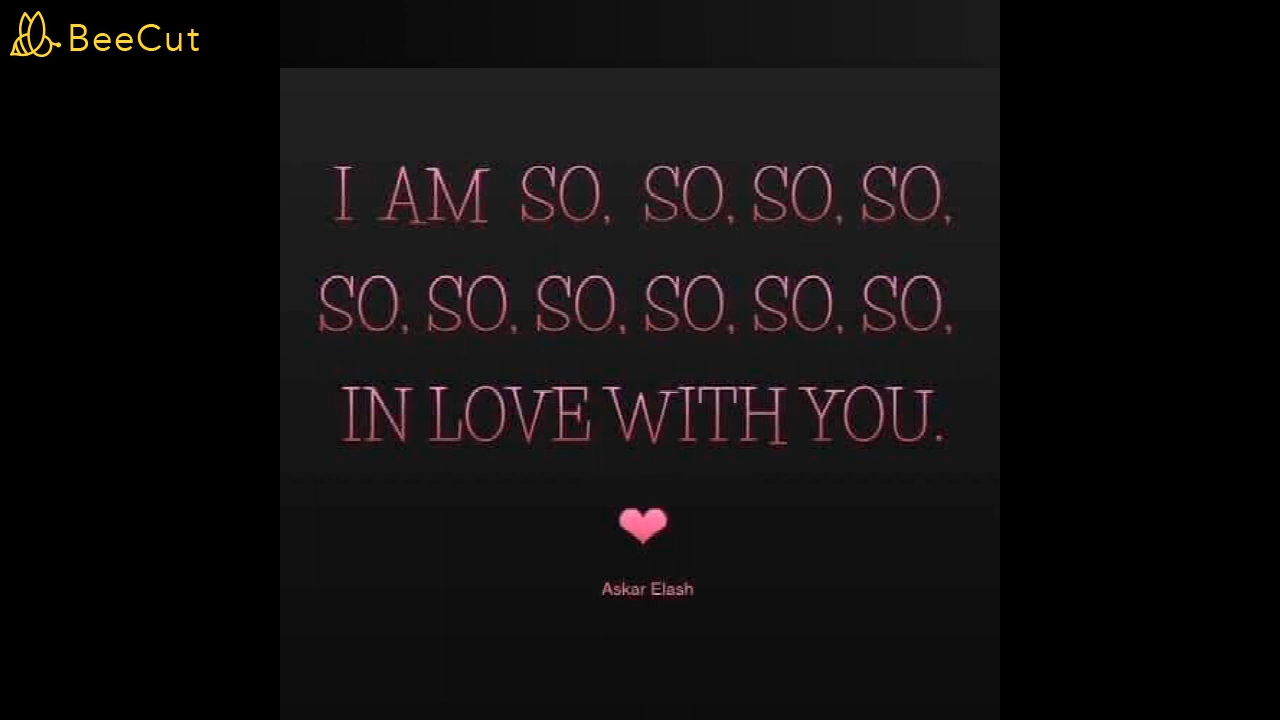 BeeCut
I AM SO, SO, SO, SO,
SO, SO, SO, SO, SO, SO,
IN LOVE WITH YOU.
Askar Elash